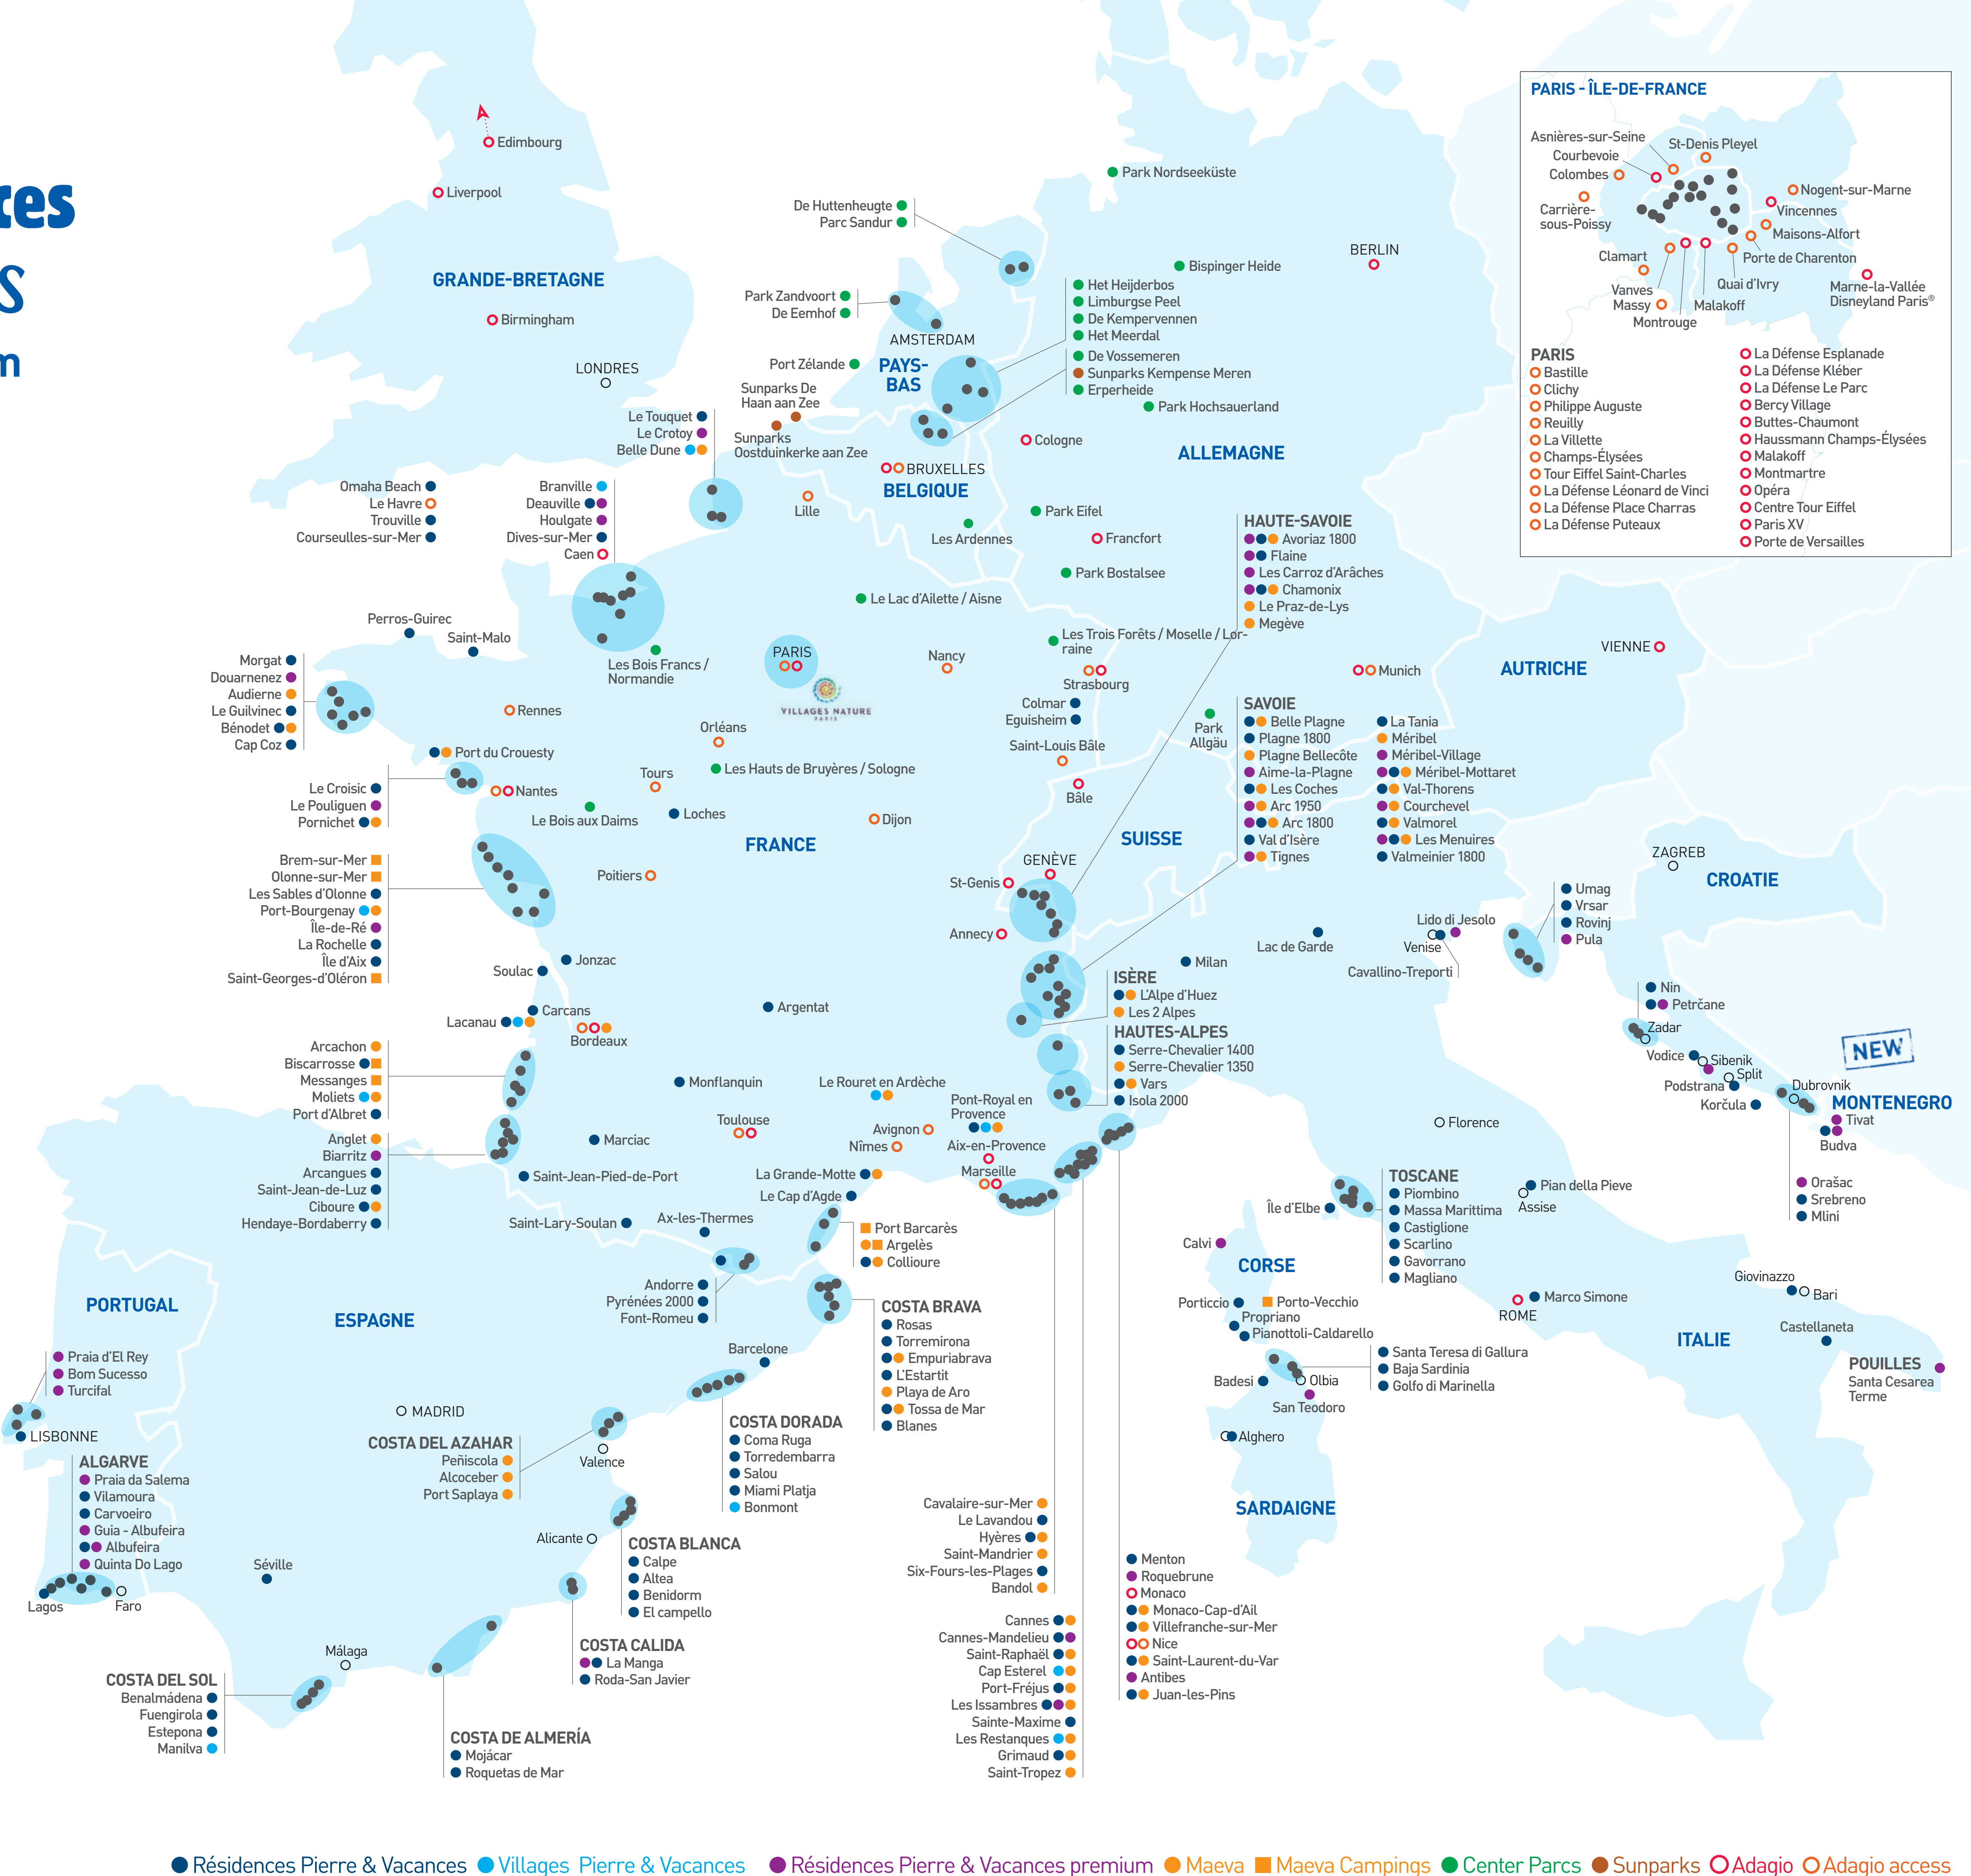 ces
s
m
Edimbourg
Liverpool
GRANDE-BRETAGNE
Birmingham
LONDRES
De Huttenheugte
Parc Sandur
Park Zandvoort
De Eemhof
AMSTERDAM
PAYS-
BAS
Port Zélande
Sunparks De
Haan aan Zee
Sunparks
Oostduinkerke aan Zee
Park Nordseeküste
Bispinger Heide
BERLIN
Het Heijderbos
Limburgse Peel
De Kempervennen
Het Meerdal
De Vossemeren
Sunparks Kempense Meren
Erperheide
Park Hochsauerland
Cologne
ALLEMAGNE
BRUXELLES
BELGIQUE
Lille
Les Ardennes
Park Eifel
Francfort
Park Bostalsee
Le Touquet
Le Crotoy
Belle Dune
Omaha Beach
Le Havre
Trouville
Courseulles-sur-Mer
Branville
Deauville
Houlgate
Dives-sur-Mer
Caen
Le Lac d'Ailette / Aisne
Les Trois Forêts / Moselle / Lor-
raine
Perros-Guirec
Saint-Malo
Les Bois Francs /
Normandie
PARIS
VILLAGES NATURE
PARIS
Nancy
Strasbourg
Colmar
Eguisheim
Saint-Louis Bâle
Bâle
Munich
Park
Allgäu
VIENNE
AUTRICHE
Morgat
Douarnenez
Audierne
Le Guilvinec
Bénodet
Cap Coz
Rennes
Port du Crouesty
Orléans
Les Hauts de Bruyères / Sologne
Tours
Loches
Le Bois aux Daims
Nantes
Le Croisic
Le Pouliguen
Pornichet
Dijon
FRANCE
SUISSE
Poitiers
GENÈVE
St-Genis
Annecy
Brem-sur-Mer
Olonne-sur-Mer
Les Sables d'Olonne
Port-Bourgenay
Île-de-Ré
La Rochelle
Île d'Aix
Saint-Georges-d'Oléron
Jonzac
Soulac
Carcans
Lacanau
Bordeaux
Argentat
HAUTE-SAVOIE
Avoriaz 1800
Flaine
Les Carroz d'Arâches
Chamonix
Le Praz-de-Lys
Megève
SAVOIE
Belle Plagne
Plagne 1800
Plagne Bellecôte
Aime-la-Plagne
Les Coches
Arc 1950
Arc 1800
Val d'Isère
Tignes
La Tania
Méribel
Méribel-Village
Méribel-Mottaret
Val-Thorens
Courchevel
Valmorel
Les Menuires
Valmeinier 1800
ISÈRE
L'Alpe d'Huez
Les 2 Alpes
HAUTES-ALPES
Serre-Chevalier 1400
Serre-Chevalier 1350
Vars
Isola 2000
Milan
Lac de Garde
Lido di Jesolo
Venise
Cavallino-Treporti
ZAGREB
CROATIE
Umag
Vrsar
Rovinj
Pula
Nin
Petrčane
Zadar
Vodice
Sibenik
Split
Podstrana
Korčula
Dubrovnik
NEW
MONTENEGRO
Tivat
Budva
Orašac
Srebreno
Mlini
Arcachon
Biscarrosse
Messanges
Moliets
Port d'Albret
Anglet
Biarritz
Arcangues
Saint-Jean-de-Luz
Ciboure
Hendaye-Bordaberry
Monflanquin
Marciac
Saint-Jean-Pied-de-Port
Saint-Lary-Soulan
Toulouse
Le Rouret en Ardèche
Pont-Royal en
Provence
Avignon
Nîmes
Aix-en-Provence
Marseille
La Grande-Motte
Le Cap d'Agde
Ax-les-Thermes
Port Barcarès
Argelès
Collioure
Andorre
Pyrénées 2000
Font-Romeu
Florence
Pian della Pieve
Assise
Île d'Elbe
TOSCANE
Piombino
Massa Marittima
Castiglione
Scarlino
Gavorrano
Magliano
Calvi
CORSE
Porticcio
Porto-Vecchio
Propriano
Pianottoli-Caldarello
Marco Simone
ROME
ITALIE
Giovinazzo
Bari
Castellaneta
POUILLES
Santa Cesarea
Terme
Santa Teresa di Gallura
Baja Sardinia
Golfo di Marinella
Badesi
Olbia
San Teodoro
Alghero
SARDAIGNE
PORTUGAL
ESPAGNE
Praia d'El Rey
Bom Sucesso
Turcifal
LISBONNE
MADRID
ALGARVE
Praia da Salema
Vilamoura
Carvoeiro
Guia - Albufeira
Albufeira
Quinta Do Lago
Lagos
Faro
Séville
Málaga
COSTA DEL SOL
Benalmádena
Fuengirola
Estepona
Manilva
COSTA DE ALMERÍA
Mojácar
Roquetas de Mar
COSTA CALIDA
La Manga
Roda-San Javier
COSTA BLANCA
Calpe
Altea
Benidorm
El campello
Alicante
Valence
COSTA DEL AZAHAR
Peñiscola
Alcoceber
Port Saplaya
Barcelone
COSTA DORADA
Coma Ruga
Torredembarra
Salou
Miami Platja
Bonmont
COSTA BRAVA
Rosas
Torremirona
Empuriabrava
L'Estartit
Playa de Aro
Tossa de Mar
Blanes
Cavalaire-sur-Mer
Le Lavandou
Hyères
Saint-Mandrier
Six-Fours-les-Plages
Bandol
Cannes
Cannes-Mandelieu
Saint-Raphaël
Cap Esterel
Port-Fréjus
Les Issambres
Sainte-Maxime
Les Restanques
Grimaud
Saint-Tropez
Menton
Roquebrune
Monaco
Monaco-Cap-d'Ail
Villefranche-sur-Mer
Nice
Saint-Laurent-du-Var
Antibes
Juan-les-Pins
PARIS - ÎLE-DE-FRANCE
Asnières-sur-Seine
St-Denis Pleyel
Courbevoie
Colombes
Nogent-sur-Marne
Carrière-
sous-Poissy
Vincennes
Maisons-Alfort
Clamart
Porte de Charenton
Vanves
Quai d'Ivry
Marne-la-Vallée
Disneyland Paris®
Massy
Malakoff
Montrouge
PARIS
Bastille
Clichy
Philippe Auguste
Reuilly
La Villette
Champs-Élysées
Tour Eiffel Saint-Charles
La Défense Léonard de Vinci
La Défense Place Charras
La Défense Puteaux
La Défense Esplanade
La Défense Kléber
La Défense Le Parc
Bercy Village
Buttes-Chaumont
Haussmann Champs-Élysées
Malakoff
Montmartre
Opéra
Centre Tour Eiffel
Paris XV
Porte de Versailles
Résidences Pierre & Vacances Villages Pierre & Vacances Résidences Pierre & Vacances premium Maeva Maeva Campings Center Parcs Sunparks Adagio Adagio access